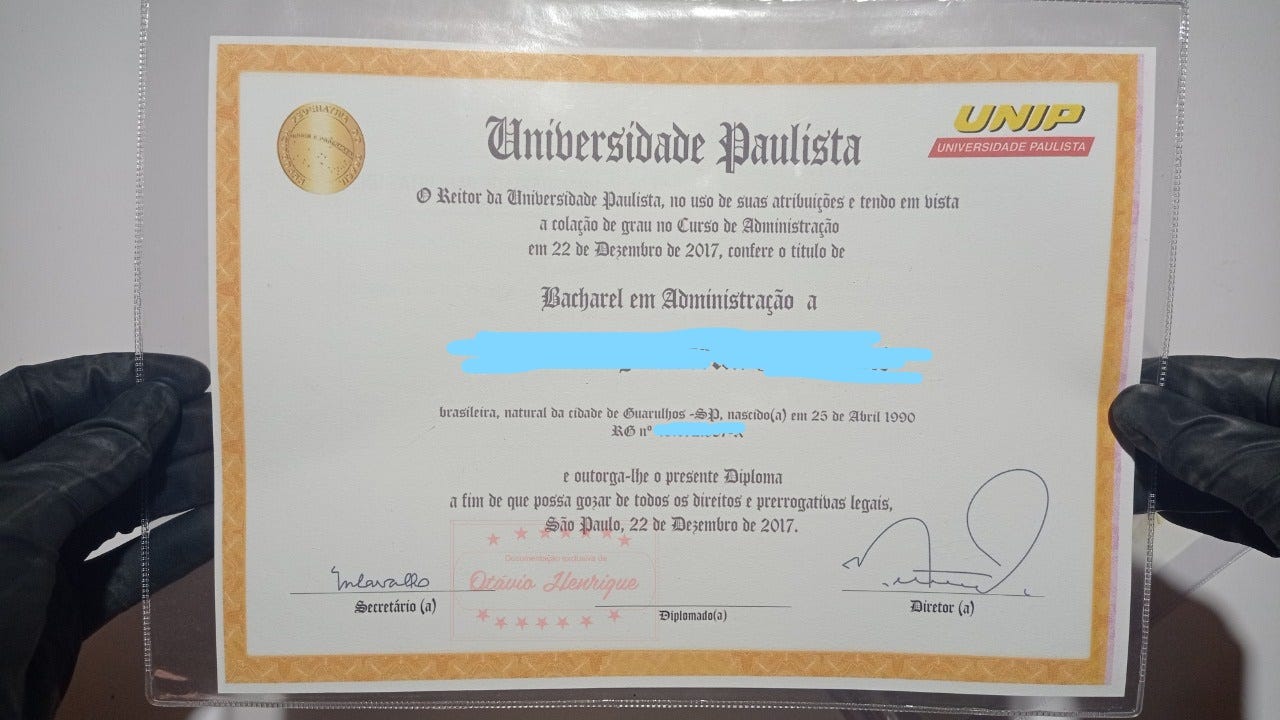 UNIP
UNIVERSIDADE PAULISTA
Universidade Paulista
O Reitor da Universidade Paulista, no uso de suas atribuições e tendo em vista
a colação de grau no Curso de Administração
em 22 de Dezembro de 2017, confere o titulo de
Bacharel em Administração a
brasileira, natural da cidade de Guarulhos -SP, nascido(a) em 25 de Abril 1990
RG nº
e outorga-lhe o presente Diploma
a fim de que possa gozar de todos os direitos e prerrogativas legais,
São Paulo, 22 de Dezembro de 2017.
Documentação exclusiva de
Otávio Henrique
Secretário (a)
Diplomado(a)
Diretor (a)